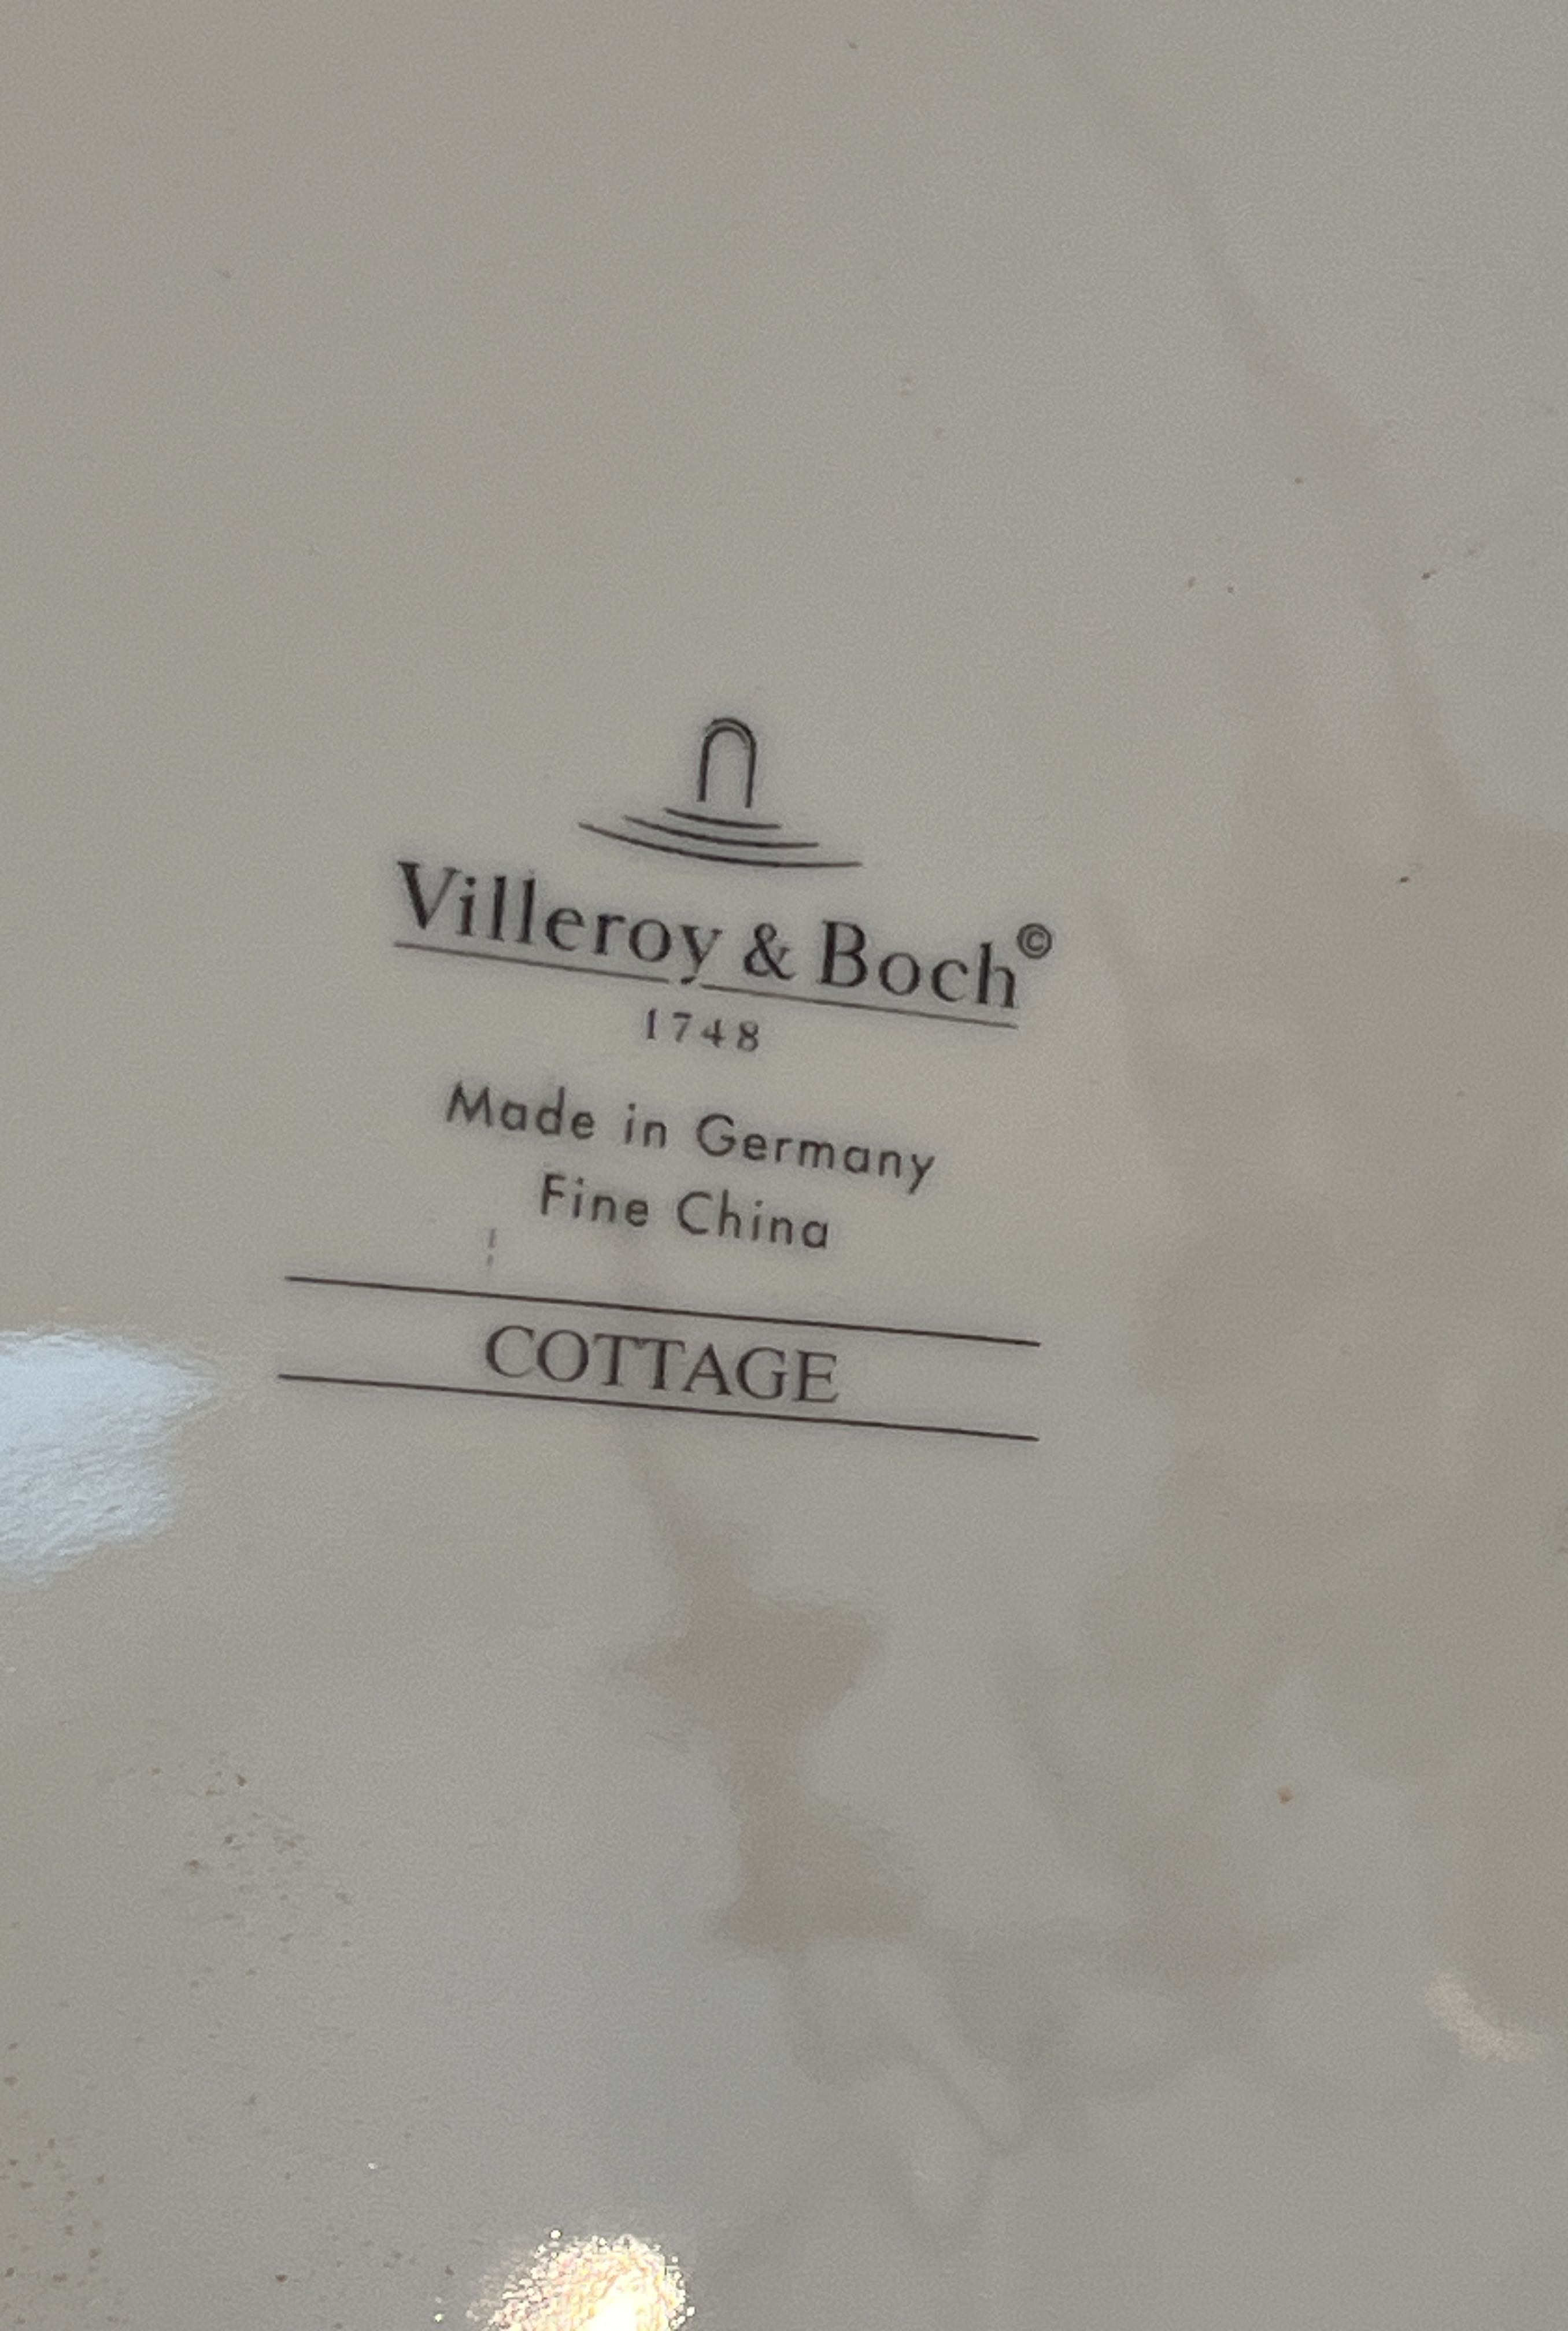 Villeroy & Boch©
1748
Made in Germany
Fine China
COTTAGE